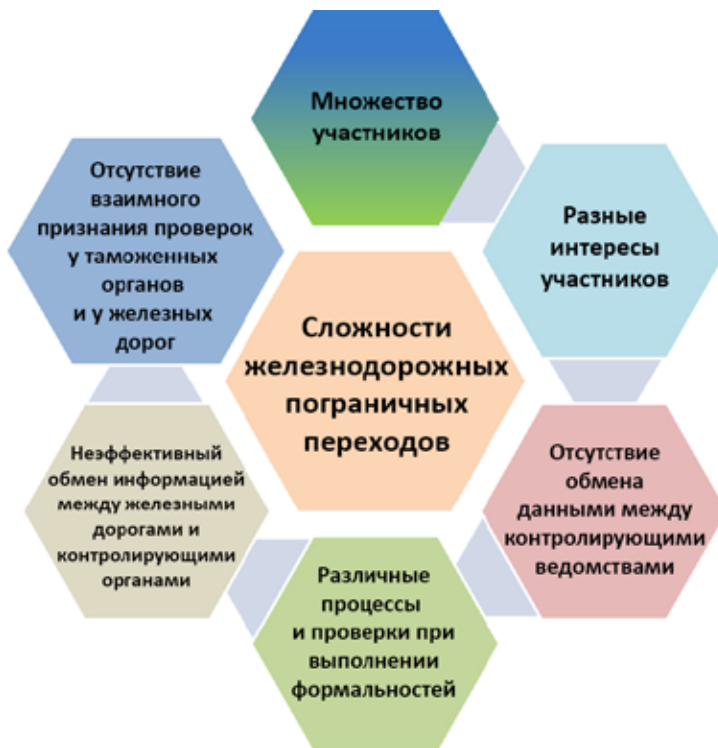 Множество
участников
Разные
интересы
участников
Отсутствие
обмена
данными между
контролирующими
ведомствами
Различные
процессы
и проверки при
выполнении
формальностей
Неэффективный
обмен информацией
между железными
дорогами и
контролирующими
органами
Отсутствие
взаимного
признания проверок
у таможенных
органов
и у железных
дорог
Сложности
железнодорожных
пограничных
переходов